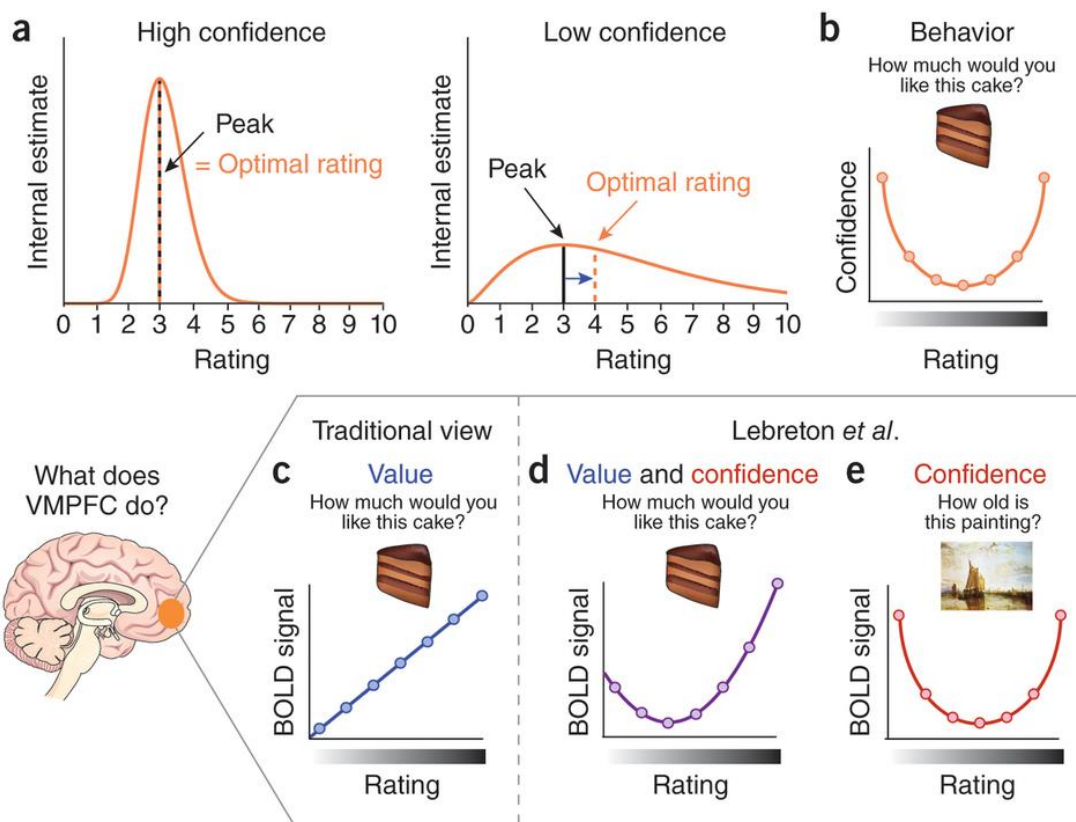 a
High confidence
Internal estimate
Peak
= Optimal rating
0 1 2 3 4 5 6 7 8 9 10
Rating
Low confidence
Internal estimate
Peak
Optimal rating
0 1 2 3 4 5 6 7 8 9 10
Rating
b
Behavior
How much would you
like this cake?
Confidence
Rating
What does
VMPFC do?
Traditional view
c
Value
How much would you
like this cake?
BOLD signal
Rating
Lebreton et al.
d
Value and confidence
How much would you
like this cake?
BOLD signal
Rating
e
Confidence
How old is
this painting?
BOLD signal
Rating